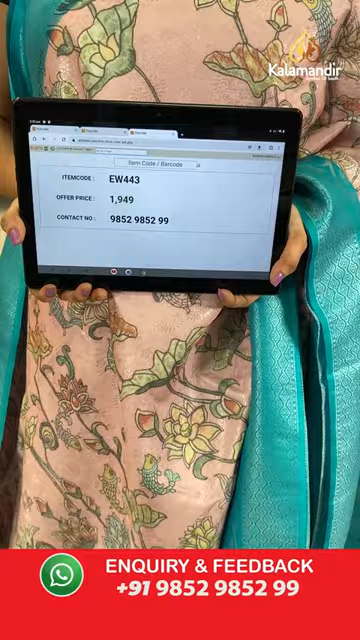 Kalamandir
Item Code / Barcode
ITEMCODE : EW443
OFFER PRICE : 1,949
CONTACT NO : 9852 9852 99
ENQUIRY & FEEDBACK
+91 9852 9852 99